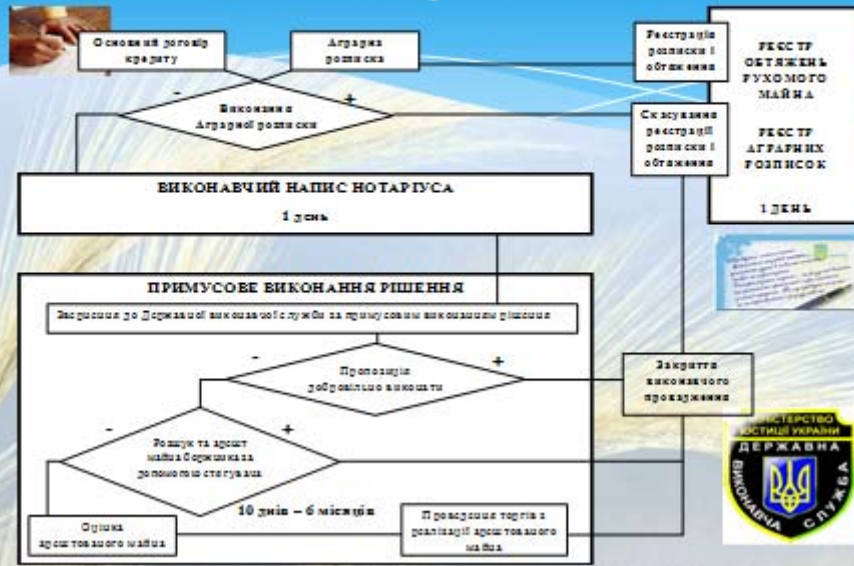 Основний договір
кредиту
Аграрна
розписка
Реєстрація
розписки і
обтяження
РЕЄСТР
ОБТЯЖЕНЬ
РУХОМОГО
МАЙНА
РЕЄСТР
АГРАРНИХ
РОЗПИСОК
1 ДЕНЬ
-
+
Виконання
Аграрної розписки
Скасування
реєстрації
розписки і
обтяження
ВИКОНАВЧИЙ НАПИС НОТАРІУСА
1 день
ПРИМУСОВЕ ВИКОНАННЯ РІШЕННЯ
Звернення до Державної виконавчої служби за примусовим виконанням рішення
-
+
Пропозиція
добровільно виконати
Закриття
виконавчого
провадження
-
+
Розшук та арешт
майна боржника за
допомогою стягувача
10 днів – 6 місяців
Оцінка
арештованого майна
Проведення торгів з
реалізації арештованого
майна
МІНІСТЕРСТВО
ЮСТИЦІЇ УКРАЇНИ
ДЕРЖАВНА
ВИКОНАВЧА
СЛУЖБА